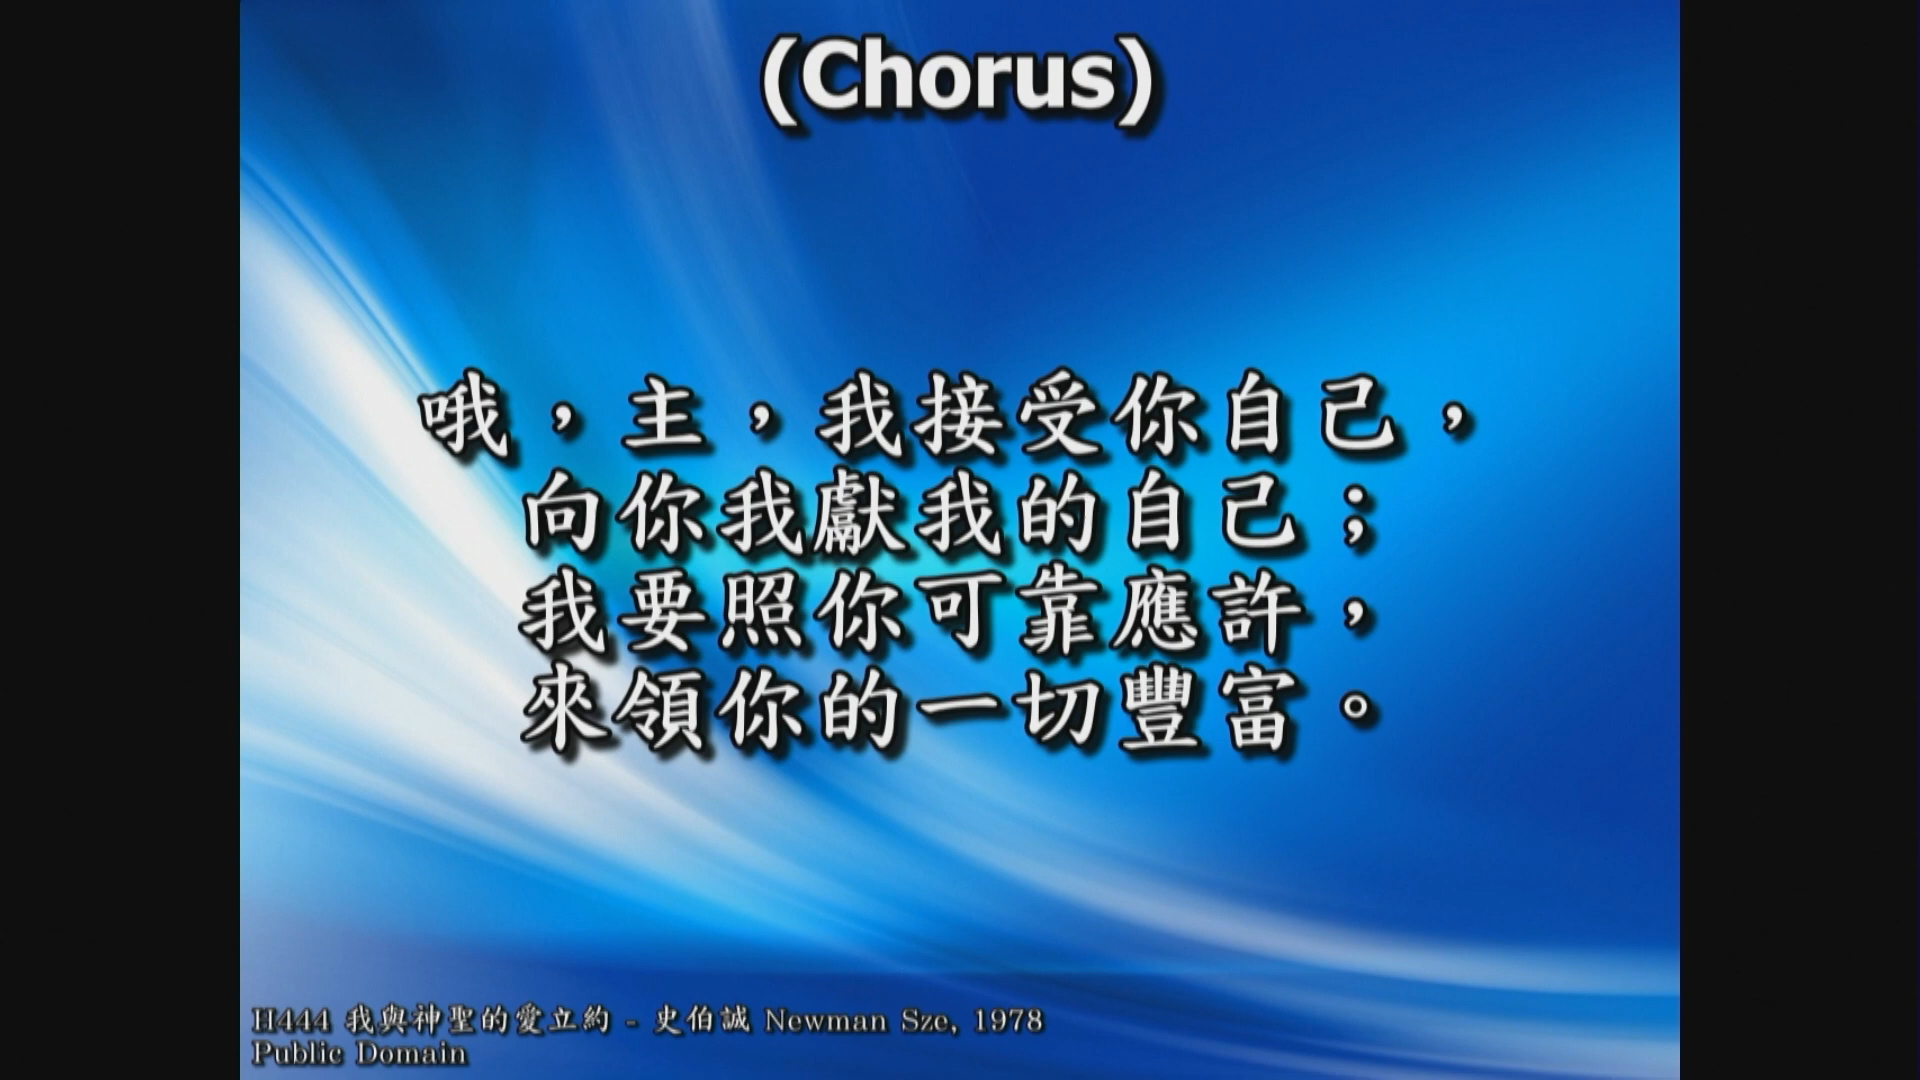 (Chorus)
哦，主，我接受你自己，
向你我獻我的自己；
我要照你可靠應許，
來領你的一切豐富。
H444 我與神聖的愛立約 - 史伯誠 Newman Sze, 1978
Public Domain